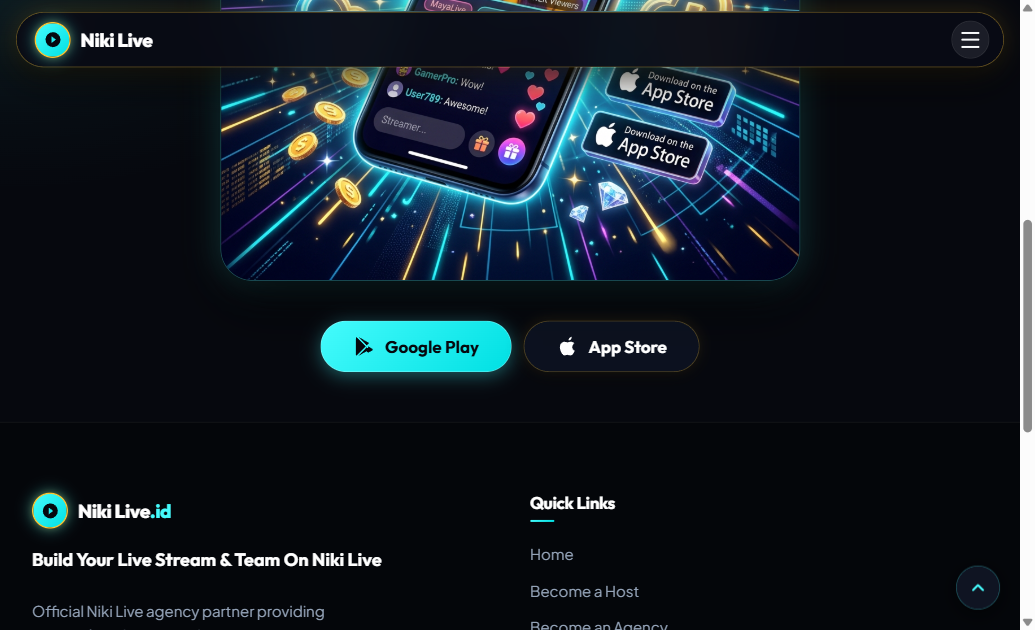 MayaLive
Viewers
Niki Live
GamerPro: Wow!
User789: Awesome!
Streamer...
Download on the
App Store
Download on the
App Store
Google Play
App Store
Niki Live.id
Build Your Live Stream & Team On Niki Live
Official Niki Live agency partner providing
Quick Links
Home
Become a Host
Become an Agency